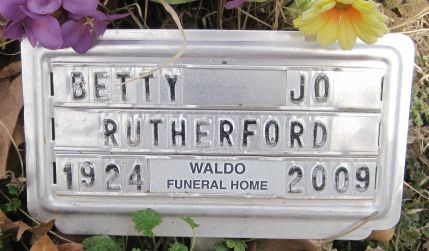 BETTY JO
RUTHERFORD
1924 WALDO FUNERAL HOME 2009